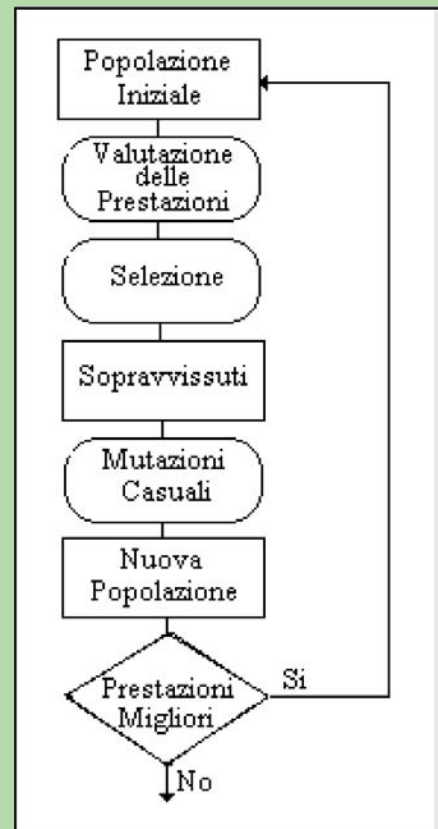 Popolazione
Iniziale
Valutazione
delle
Prestazioni
Selezione
Sopravvissuti
Mutazioni
Casuali
Nuova
Popolazione
Prestazioni
Migliori
Si
No